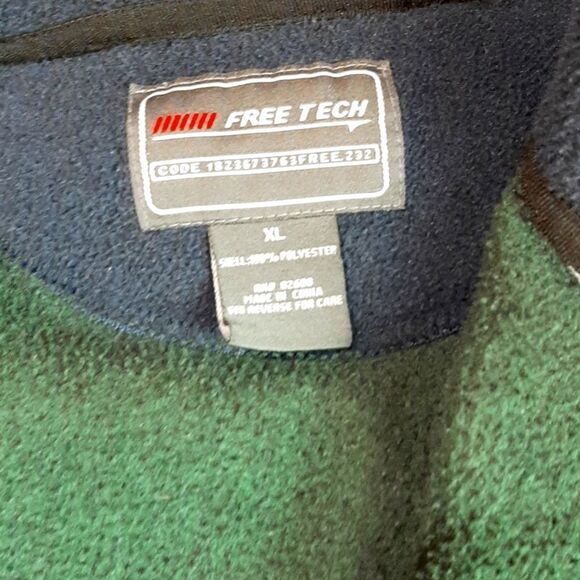 FREE TECH
CODE 1823673763FREE.232
XL
SHELL:100% POLYESTER
RN# 82600
MADE IN CHINA
SEE REVERSE FOR CARE